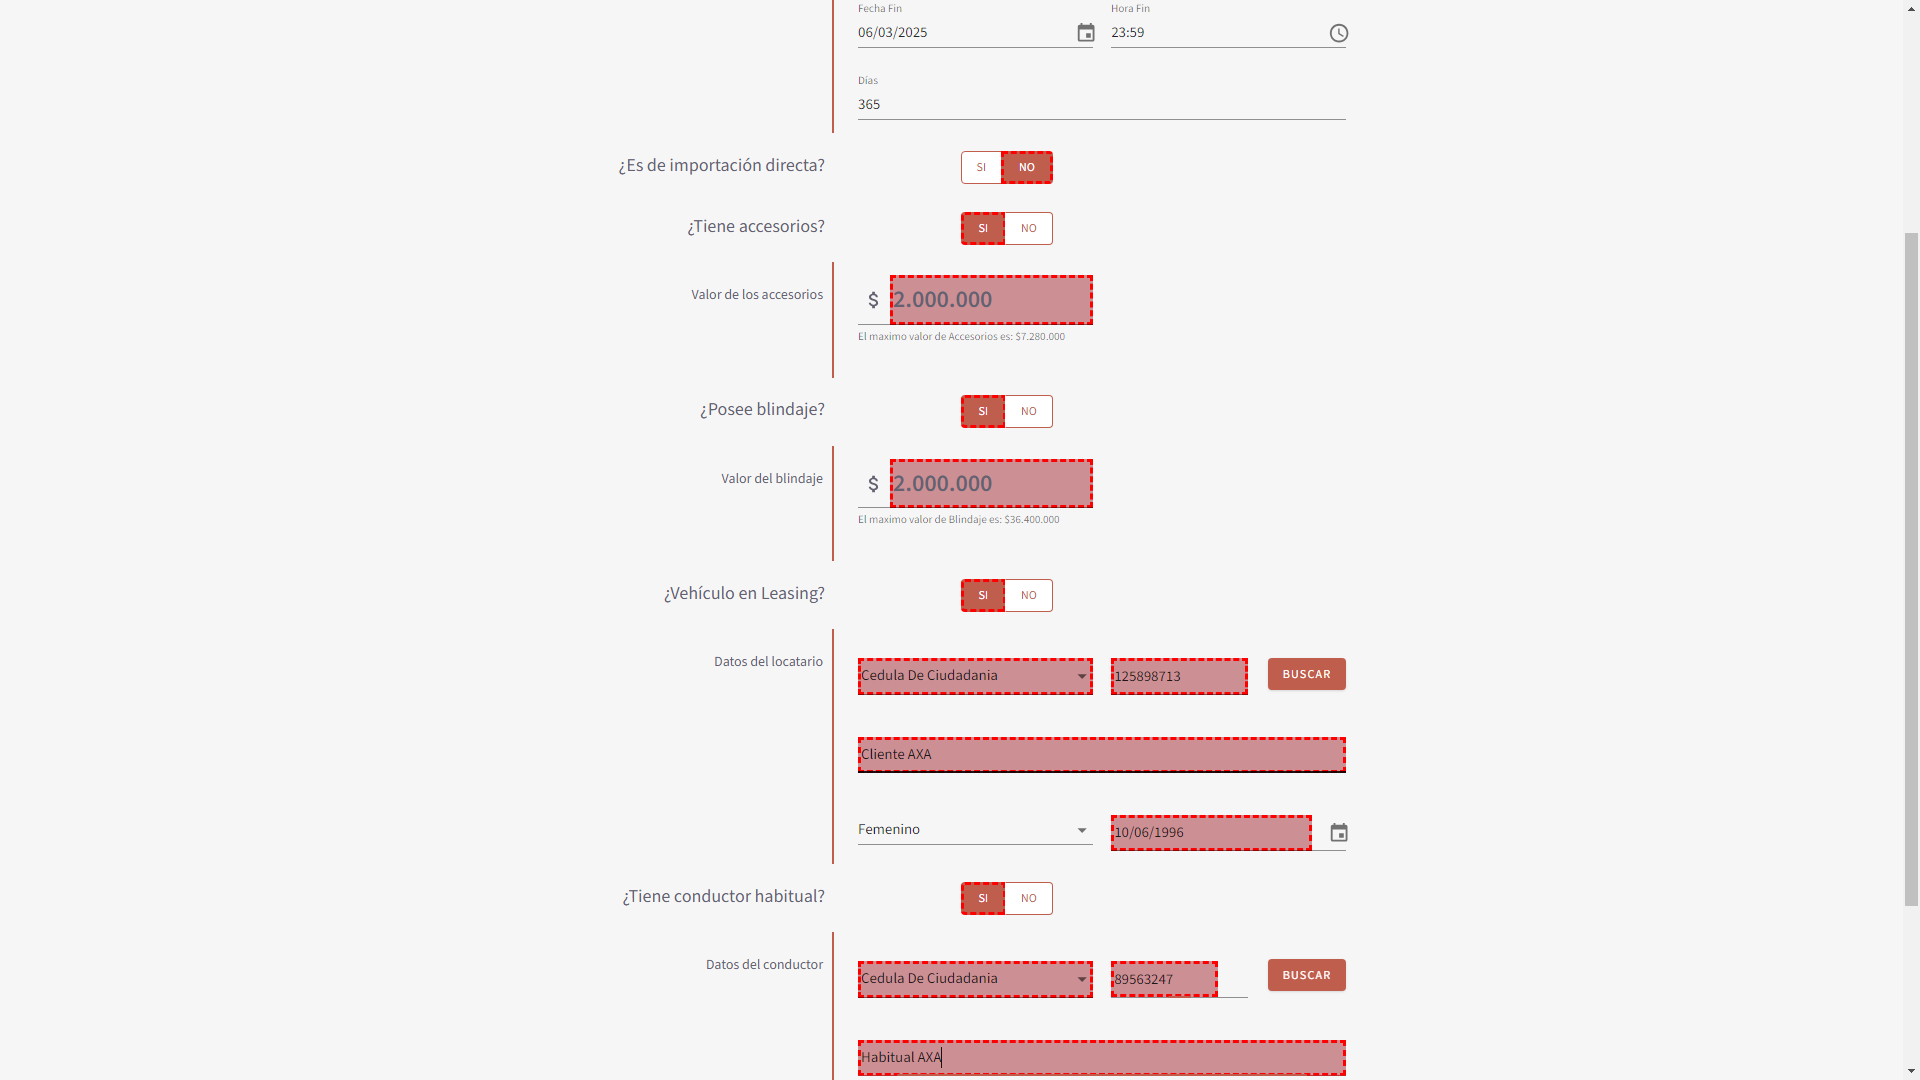 Fecha Fin
Hora Fin
06/03/2025
23:59
Días
365
¿Es de importación directa?
SI
NO
¿Tiene accesorios?
SI
NO
Valor de los accesorios
$
2.000.000
El maximo valor de Accesorios es: $7.280.000
¿Posee blindaje?
SI
NO
Valor del blindaje
$
2.000.000
El maximo valor de Blindaje es: $36.400.000
¿Vehículo en Leasing?
SI
NO
Datos del locatario
Cedula De Ciudadania
125898713
BUSCAR
Cliente AXA
Femenino
10/06/1996
¿Tiene conductor habitual?
SI
NO
Datos del conductor
Cedula De Ciudadania
89563247
BUSCAR
Habitual AXA